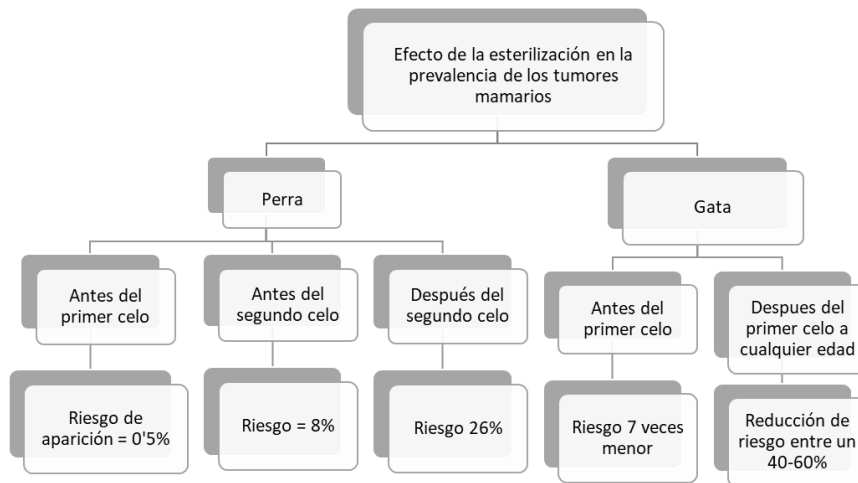 Efecto de la esterilización en la
prevalencia de los tumores
mamarios
Perra
Gata
Antes del
primer celo
Antes del
segundo celo
Después del
segundo celo
Antes del
primer celo
Despues del
primer celo a
cualquier edad
Riesgo de
aparición = 0'5%
Riesgo = 8%
Riesgo 26%
Riesgo 7 veces
menor
Reducción de
riesgo entre un
40-60%